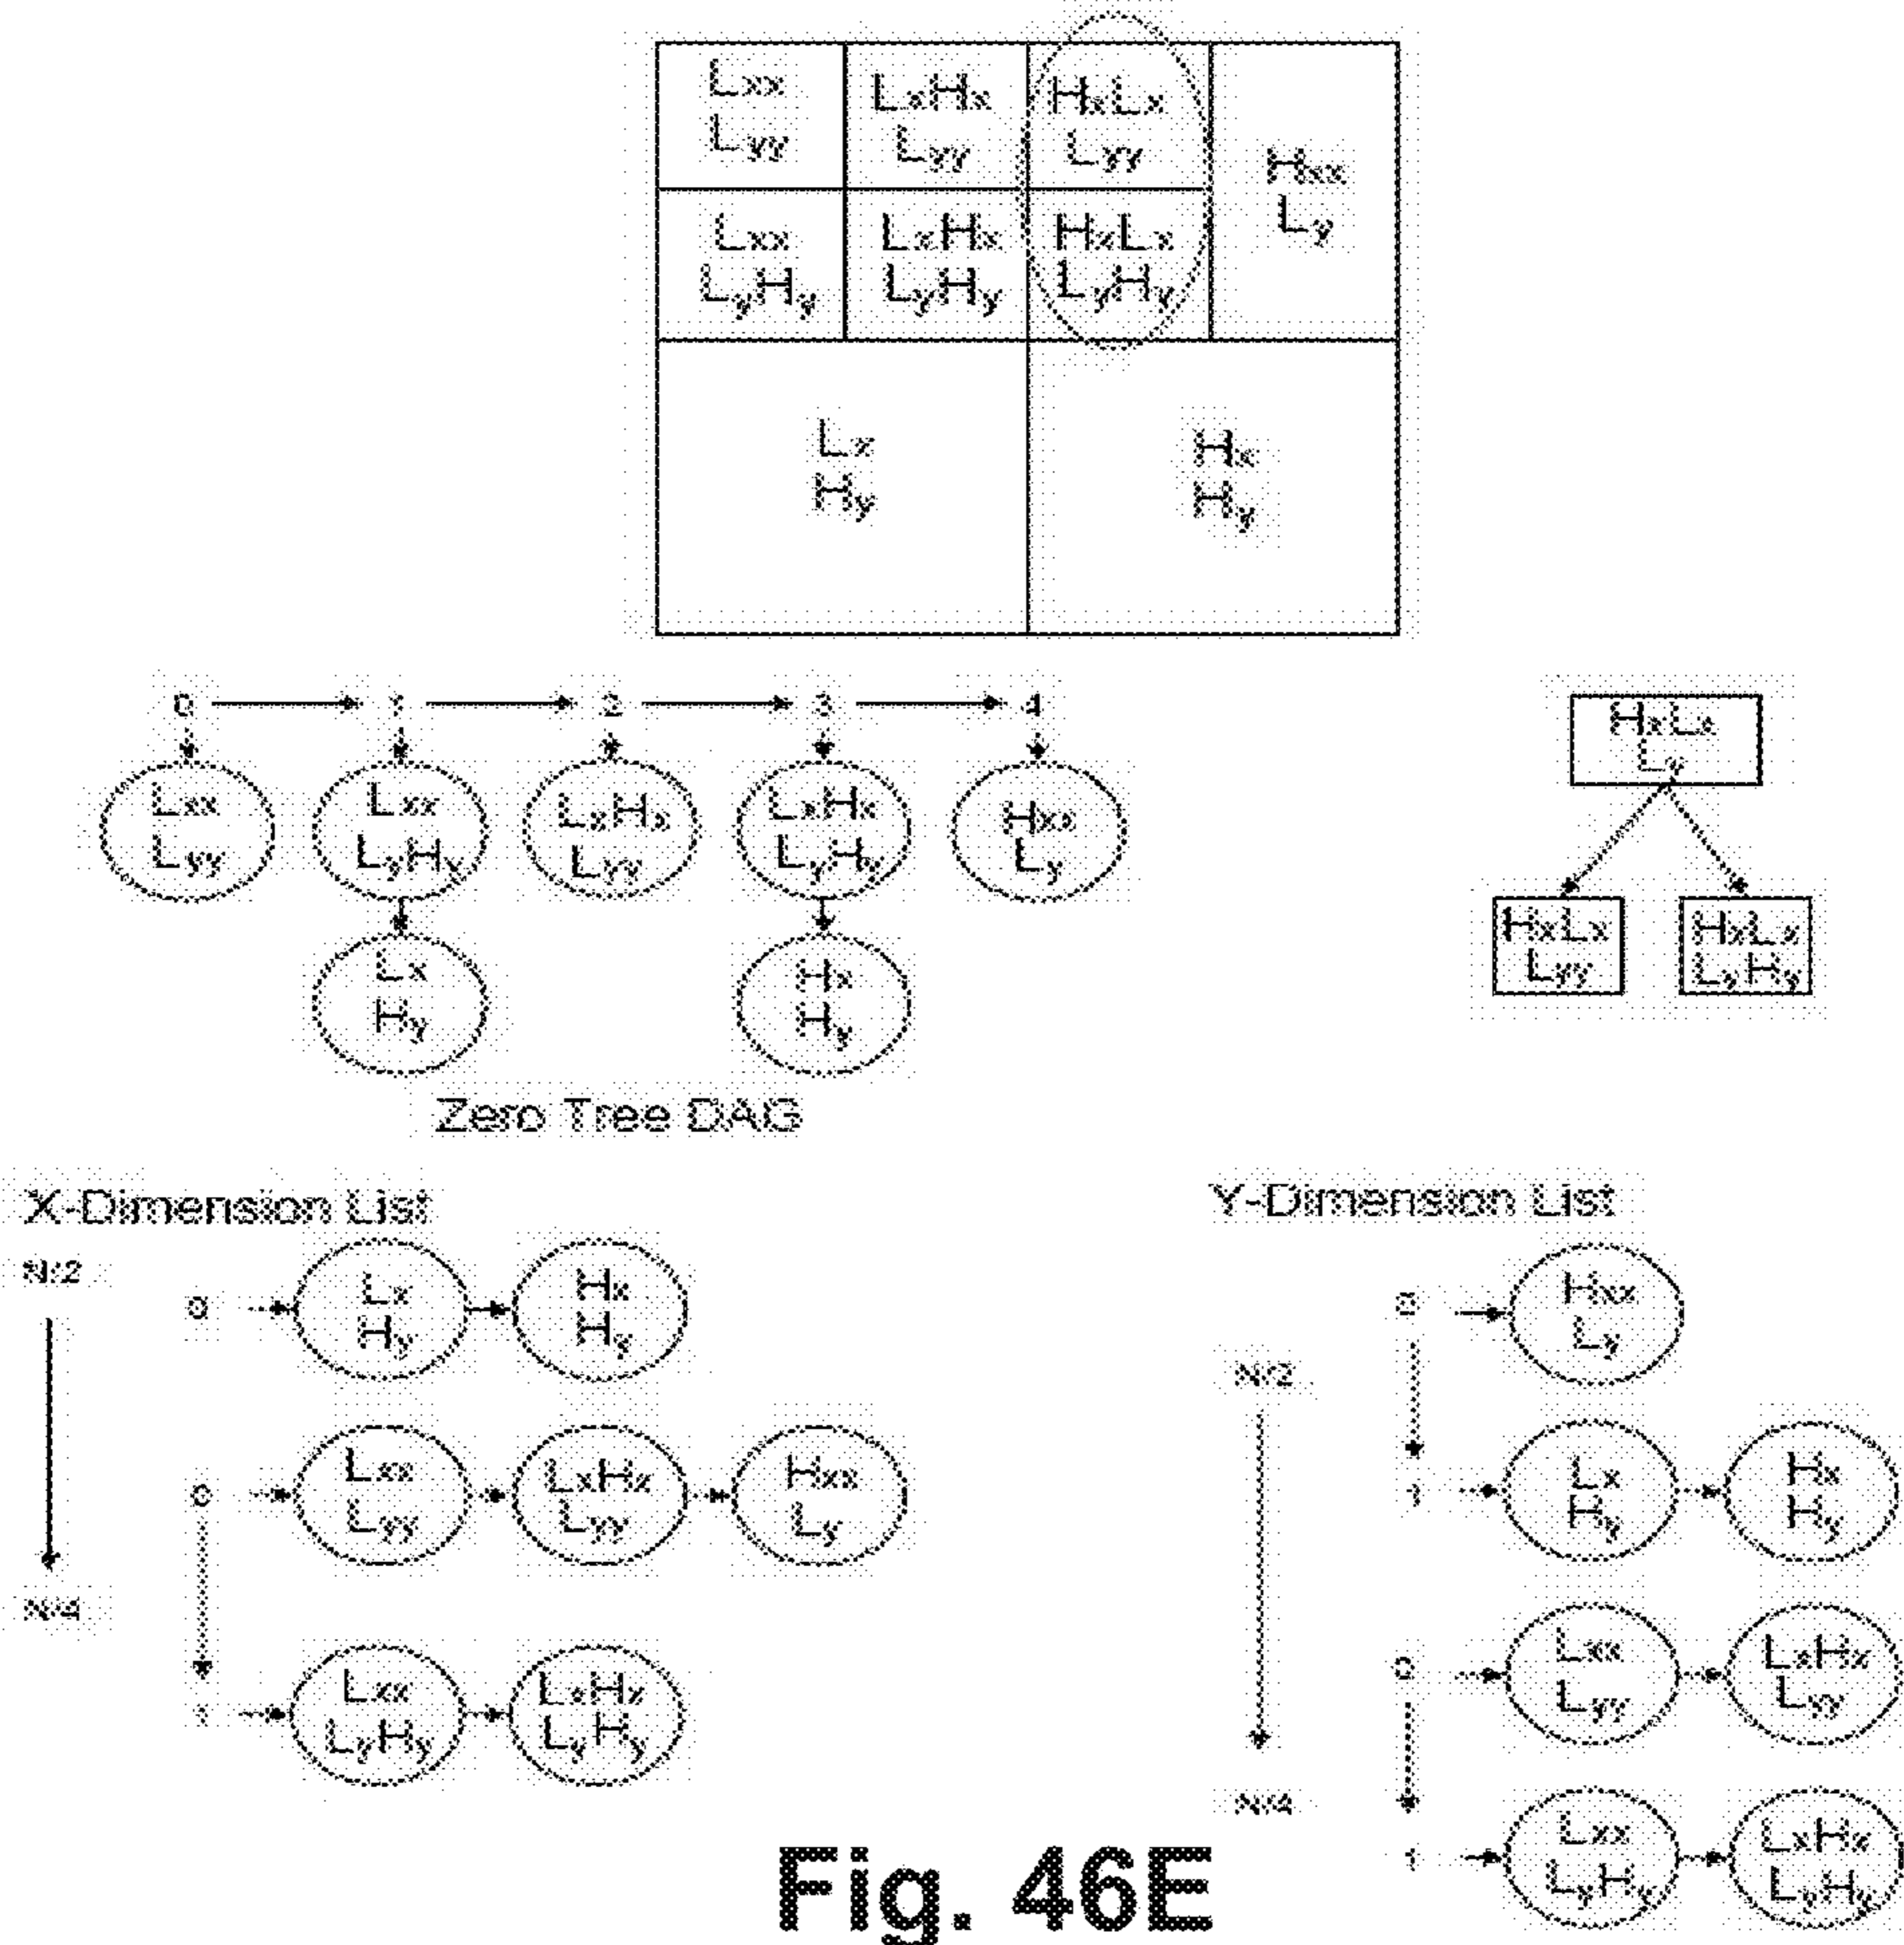 Lxx LxHx HxLx
Lyy Lyy Lyy
Hxx
Ly
Lxx LxHx HxLx
LyHy LyHy LyHy
Lx Hx
Hy Hy
0 1 2 3 4
Lxx Lxx LxHx LxHx Hxx
Lyy LyHy Lyy LyHy Ly
Lx Hx
Hy Hy
Zero Tree DAG
HxLx
Ly
HxLx HxLx
Lyy LyHy
X-Dimension List
N/2
N/4
0
Lx Hx
Hy Hy
0
Lxx LxHx Hxx
Lyy Lyy Ly
1
Lxx LxHx
LyHy LyHy
Y-Dimension List
N/2
N/4
0
Hxx
Ly
1
Lx Hx
Hy Hy
0
Lxx LxHx
Lyy Lyy
1
Lxx LxHx
LyHy LyHy
Fig. 46E